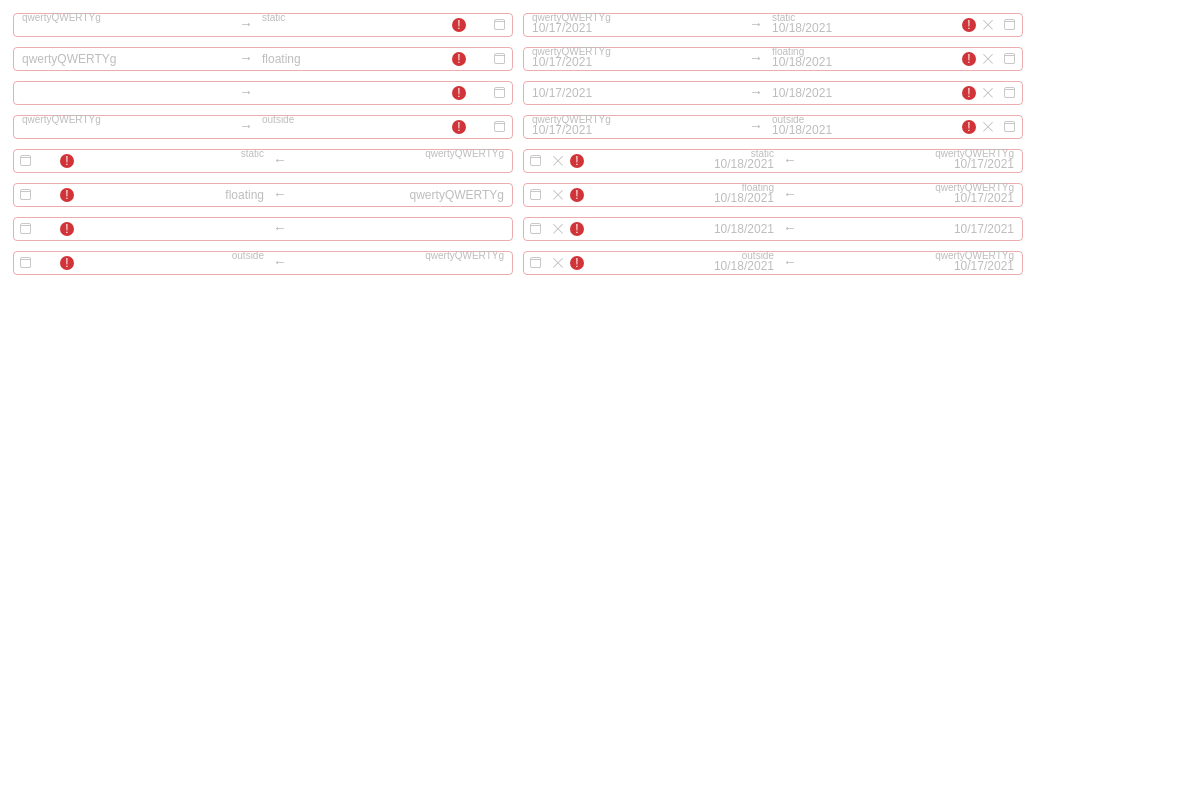 qwertyQWERTYg → static !
qwertyQWERTYg 10/17/2021 → static 10/18/2021 !
qwertyQWERTYg → floating !
qwertyQWERTYg 10/17/2021 → floating 10/18/2021 !
→ !
10/17/2021 → 10/18/2021 !
qwertyQWERTYg → outside !
qwertyQWERTYg 10/17/2021 → outside 10/18/2021 !
! static ← qwertyQWERTYg
! static 10/18/2021 ← qwertyQWERTYg 10/17/2021
! floating ← qwertyQWERTYg
! floating 10/18/2021 ← qwertyQWERTYg 10/17/2021
! ←
! 10/18/2021 ← 10/17/2021
! outside ← qwertyQWERTYg
! outside 10/18/2021 ← qwertyQWERTYg 10/17/2021